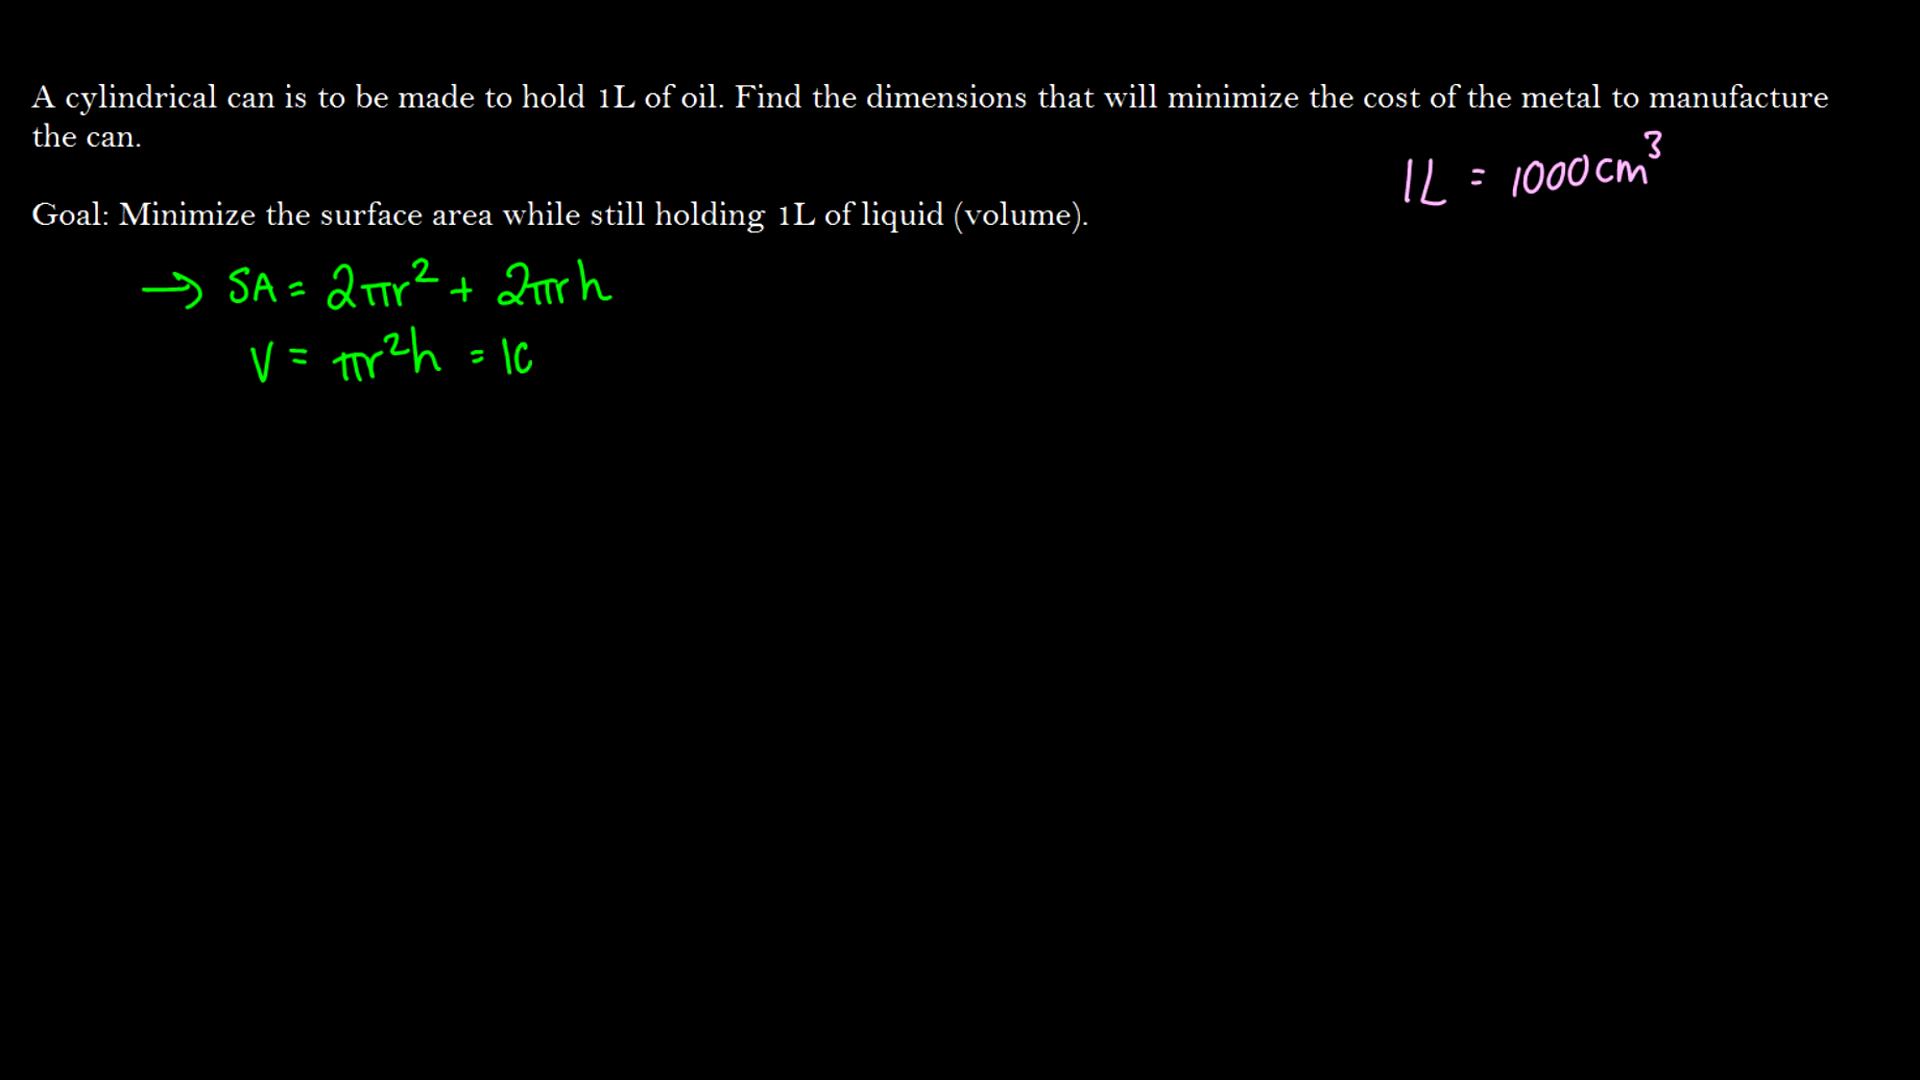 A cylindrical can is to be made to hold 1L of oil. Find the dimensions that will minimize the cost of the metal to manufacture
the can.
1L = 1000cm³
Goal: Minimize the surface area while still holding 1L of liquid (volume).
→ SA = 2πr² + 2πrh
V = πr²h = 10